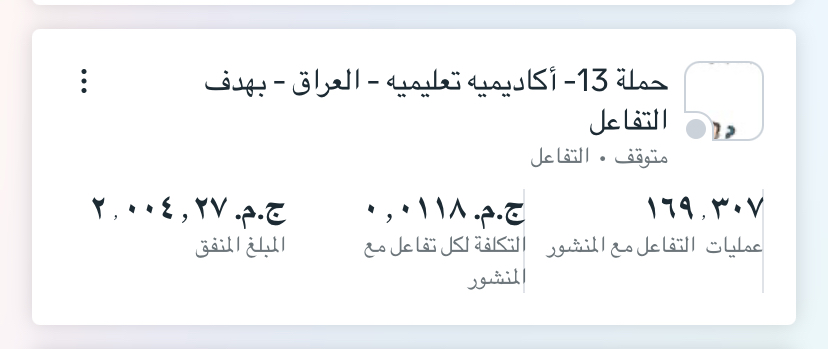 حملة 13- أكاديميه تعليميه - العراق - بهدف
التفاعل
متوقف • التفاعل
١٦٩,٣٠٧
عمليات التفاعل مع المنشور
ج.م.‏ ٠,٠١١٨
التكلفة لكل تفاعل مع
المنشور
ج.م.‏ ٢,٠٠٤,٢٧
المبلغ المنفق